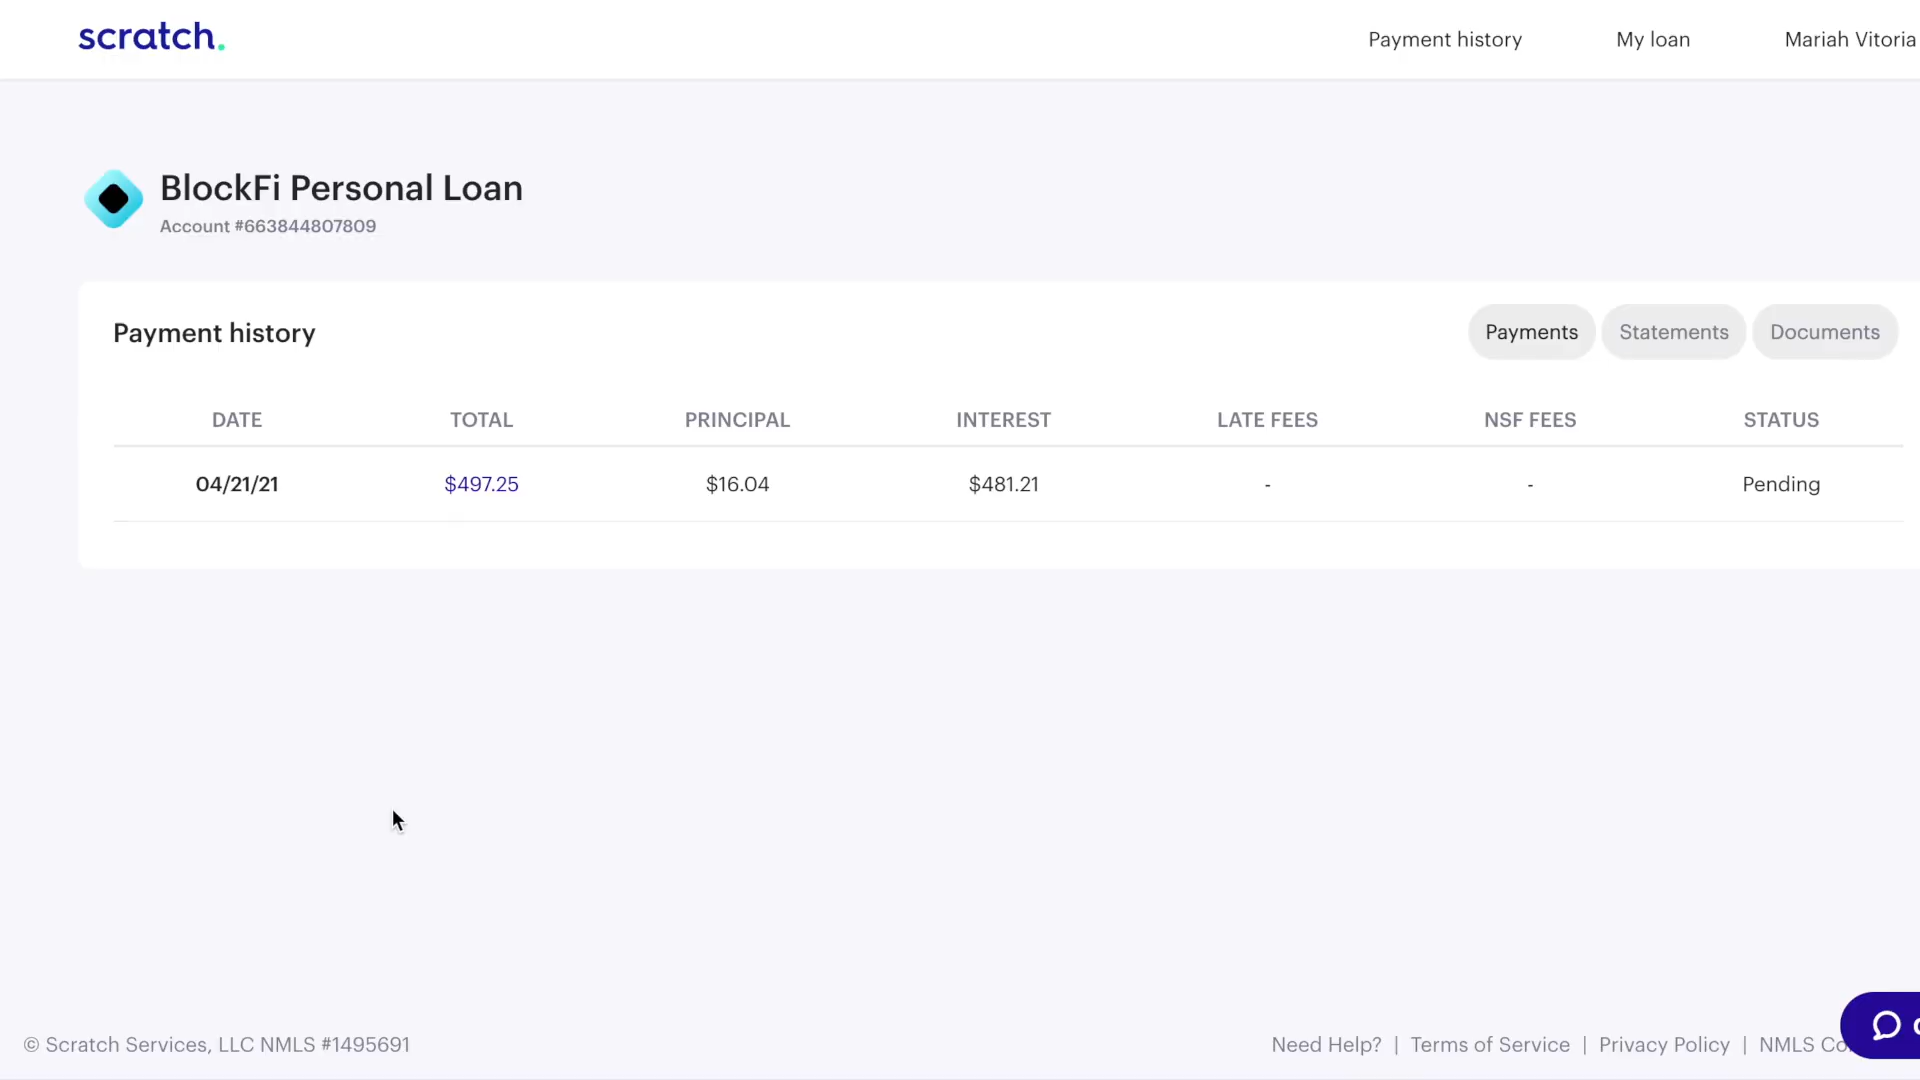 scratch.
Payment history My loan Mariah Vitoria
BlockFi Personal Loan
Account #663844807809
Payment history
Payments Statements Documents
DATE TOTAL PRINCIPAL INTEREST LATE FEES NSF FEES STATUS
04/21/21 $497.25 $16.04 $481.21 - - Pending
© Scratch Services, LLC NMLS #1495691
Need Help? | Terms of Service | Privacy Policy | NMLS